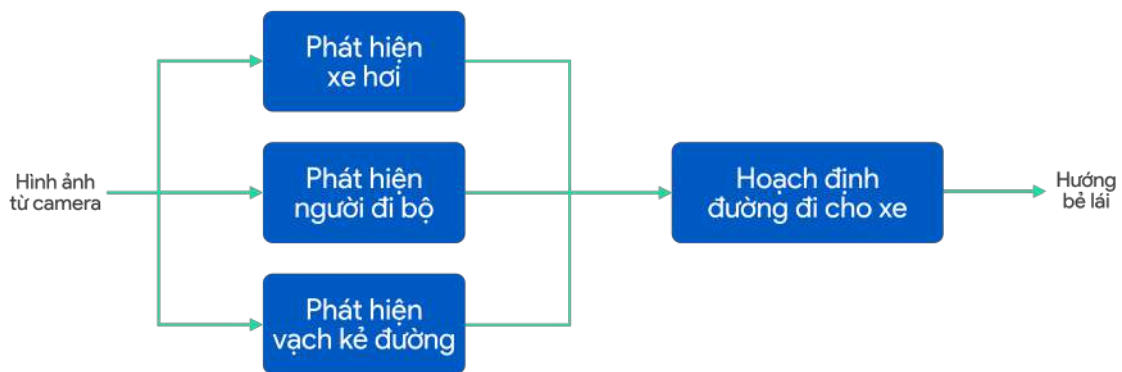 Hình ảnh
từ camera
Phát hiện
xe hơi
Phát hiện
người đi bộ
Phát hiện
vạch kẻ đường
Hoạch định
đường đi cho xe
Hướng
bẻ lái